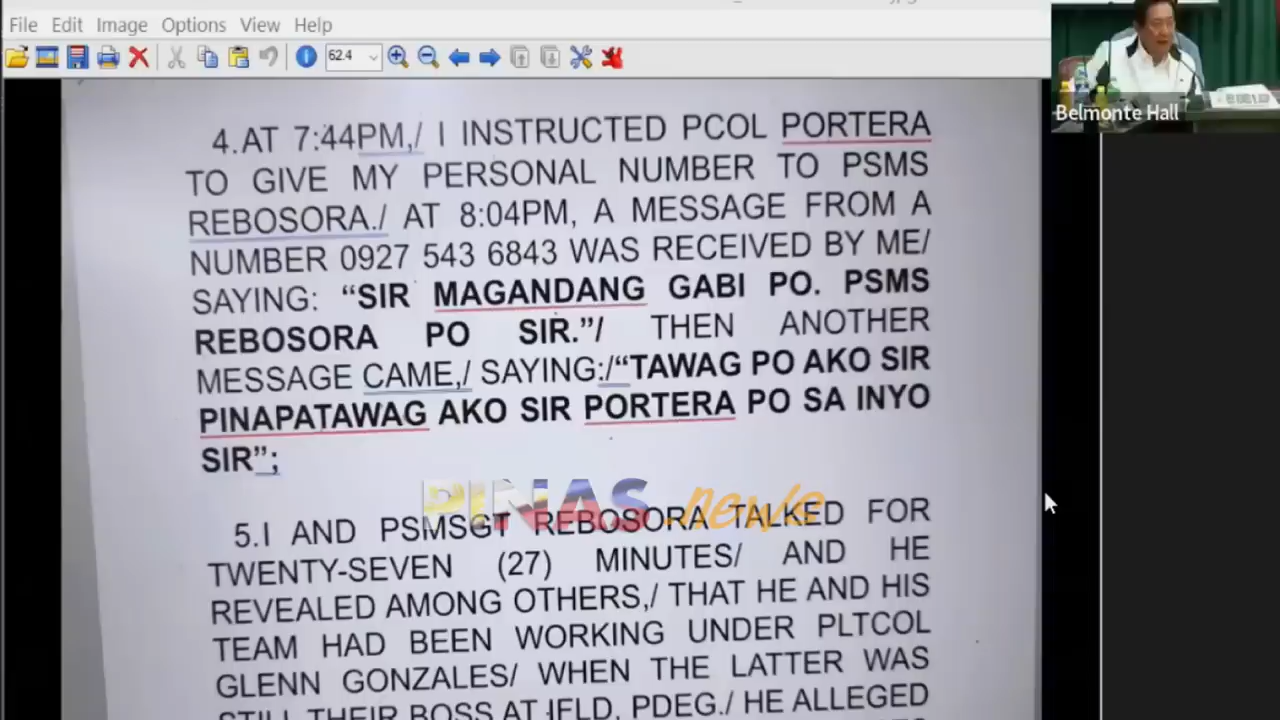 File Edit Image Options View Help
62.4
Belmonte Hall
4.AT 7:44PM,/ I INSTRUCTED PCOL PORTERA
TO GIVE MY PERSONAL NUMBER TO PSMS
REBOSORA./ AT 8:04PM, A MESSAGE FROM A
NUMBER 0927 543 6843 WAS RECEIVED BY ME/
SAYING: “SIR MAGANDANG GABI PO. PSMS
REBOSORA PO SIR.”/ THEN ANOTHER
MESSAGE CAME,/ SAYING:/“TAWAG PO AKO SIR
PINAPATAWAG AKO SIR PORTERA PO SA INYO
SIR”;
PINAS.news
5.I AND PSMSGT REBOSORA TALKED FOR
TWENTY-SEVEN (27) MINUTES/ AND HE
REVEALED AMONG OTHERS,/ THAT HE AND HIS
TEAM HAD BEEN WORKING UNDER PLTCOL
GLENN GONZALES/ WHEN THE LATTER WAS
STILL THEIR BOSS AT IFLD, PDEG./ HE ALLEGED